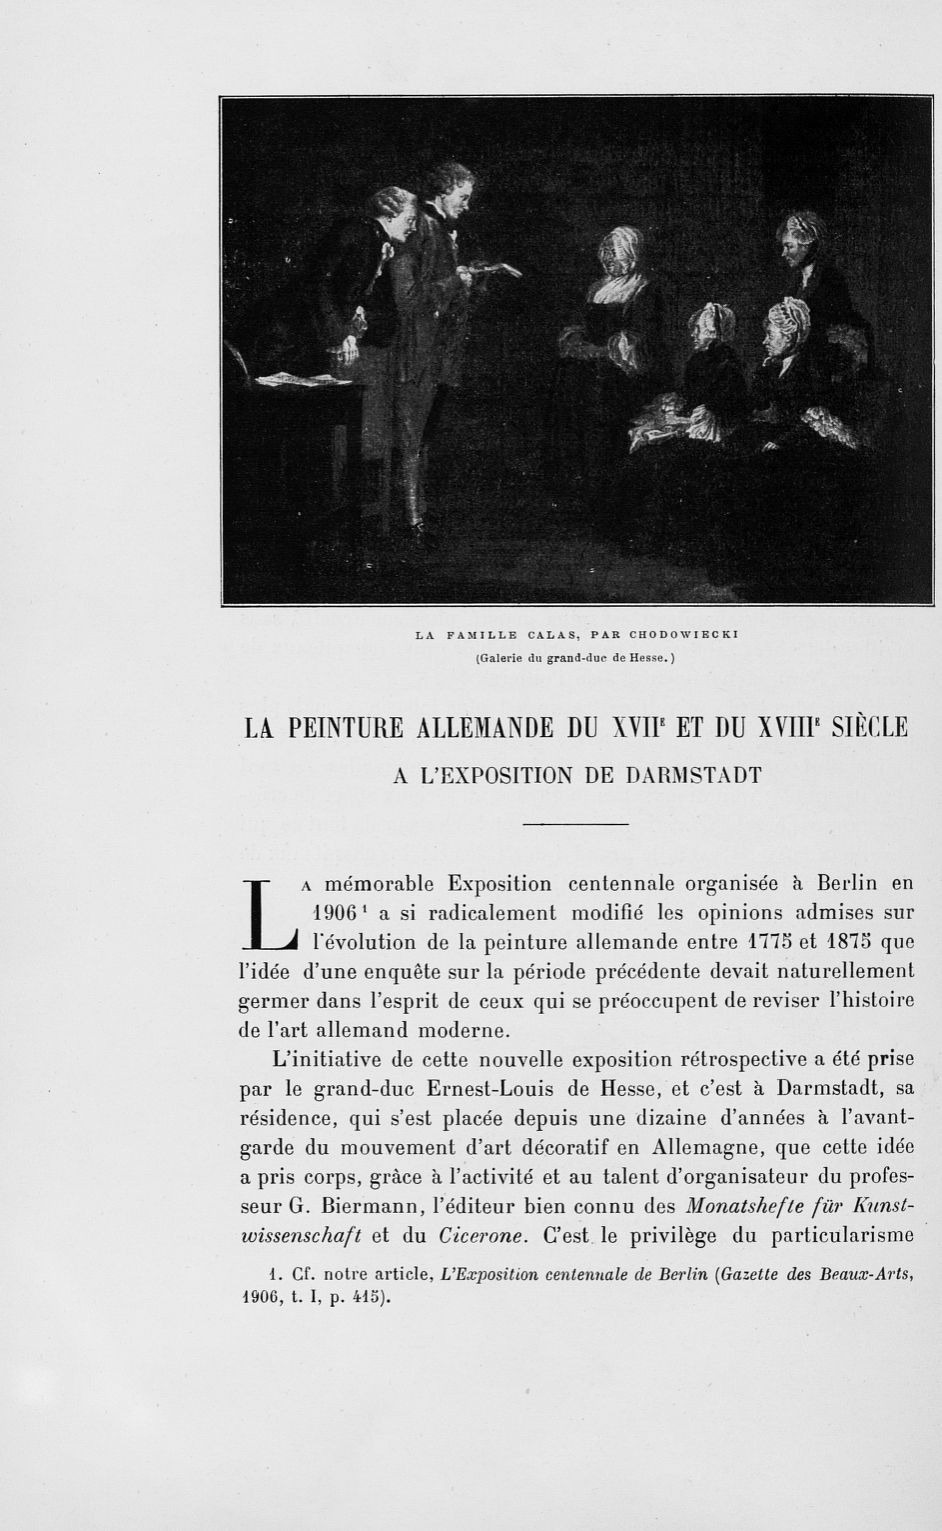 LA FAMILLE CALAS, PAR CHODOWIECKI
(Galerie du grand-duc de Hesse.)
LA PEINTURE ALLEMANDE DU XVIIᴱ ET DU XVIIIᴱ SIÈCLE
A L'EXPOSITION DE DARMSTADT
LA mémorable Exposition centennale organisée à Berlin en
1906¹ a si radicalement modifié les opinions admises sur
l'évolution de la peinture allemande entre 1775 et 1875 que
l'idée d'une enquête sur la période précédente devait naturellement
germer dans l'esprit de ceux qui se préoccupent de reviser l'histoire
de l'art allemand moderne.
L'initiative de cette nouvelle exposition rétrospective a été prise
par le grand-duc Ernest-Louis de Hesse, et c'est à Darmstadt, sa
résidence, qui s'est placée depuis une dizaine d'années à l'avant-
garde du mouvement d'art décoratif en Allemagne, que cette idée
a pris corps, grâce à l'activité et au talent d'organisateur du profes-
seur G. Biermann, l'éditeur bien connu des Monatshefte für Kunst-
wissenschaft et du Cicerone. C'est le privilège du particularisme
1. Cf. notre article, L'Exposition centennale de Berlin (Gazette des Beaux-Arts,
1906, t. I, p. 415).